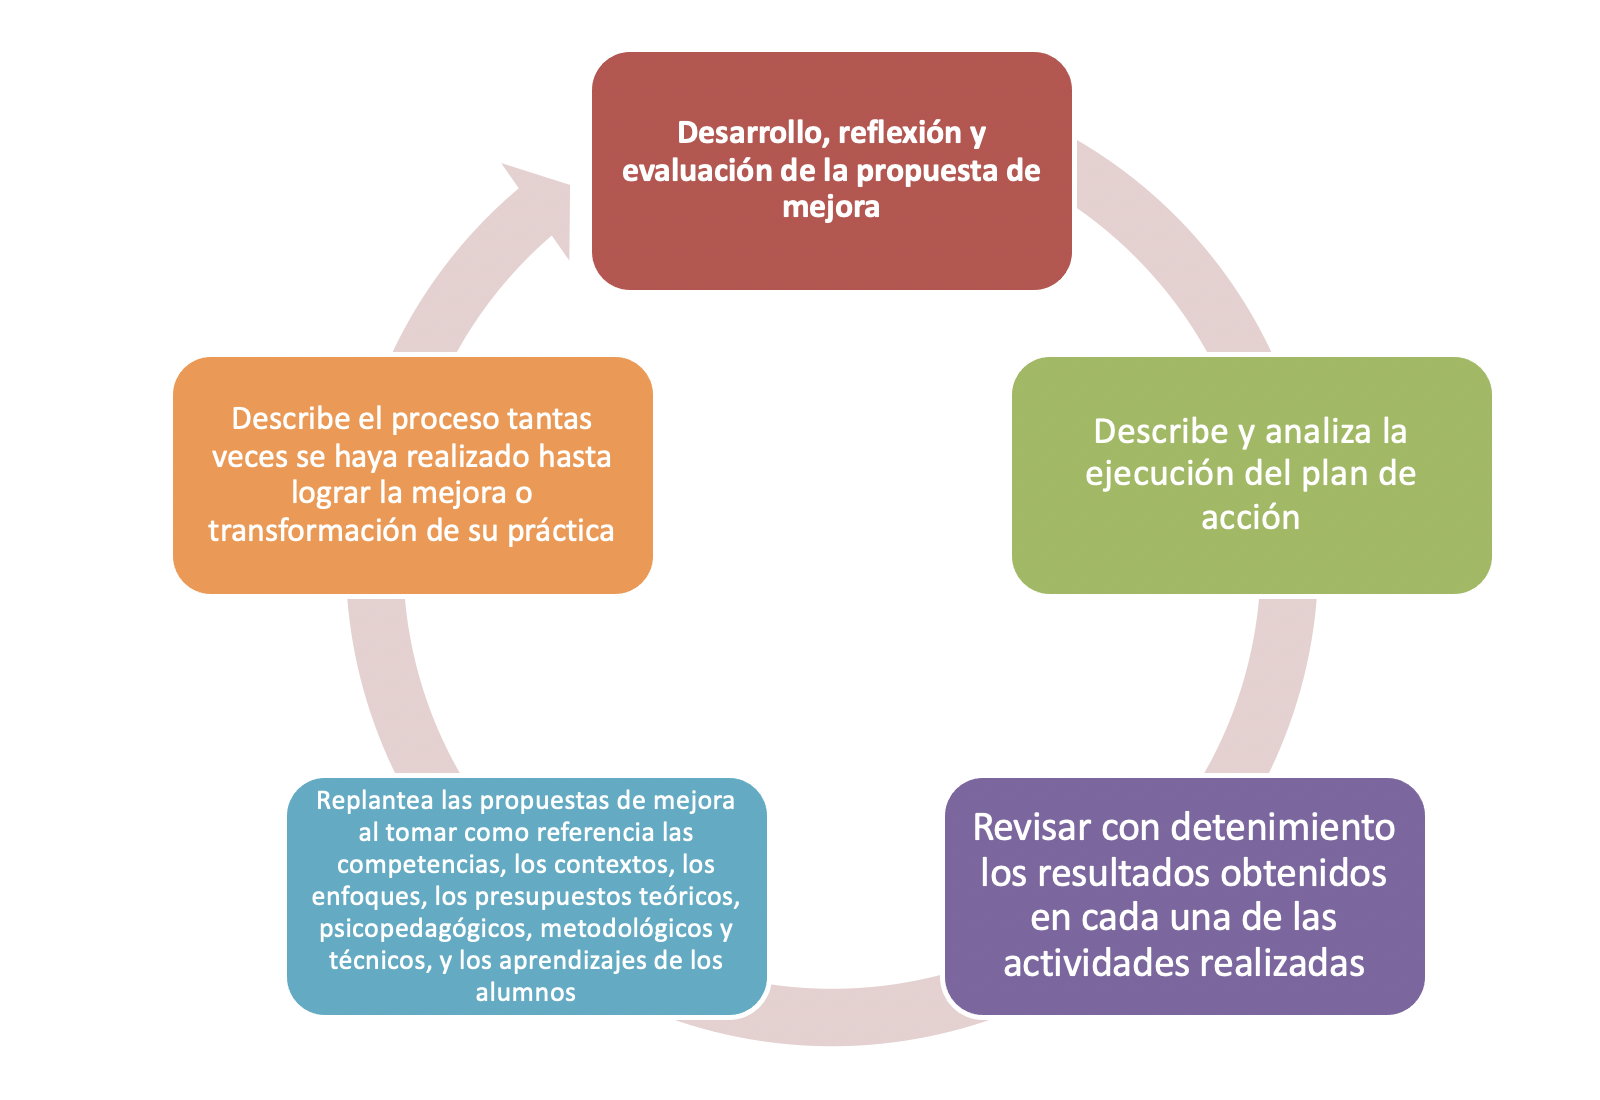 Desarrollo, reflexión y
evaluación de la propuesta de
mejora
Describe y analiza la
ejecución del plan de
acción
Revisar con detenimiento
los resultados obtenidos
en cada una de las
actividades realizadas
Replantea las propuestas de mejora
al tomar como referencia las
competencias, los contextos, los
enfoques, los presupuestos teóricos,
psicopedagógicos, metodológicos y
técnicos, y los aprendizajes de los
alumnos
Describe el proceso tantas
veces se haya realizado hasta
lograr la mejora o
transformación de su práctica